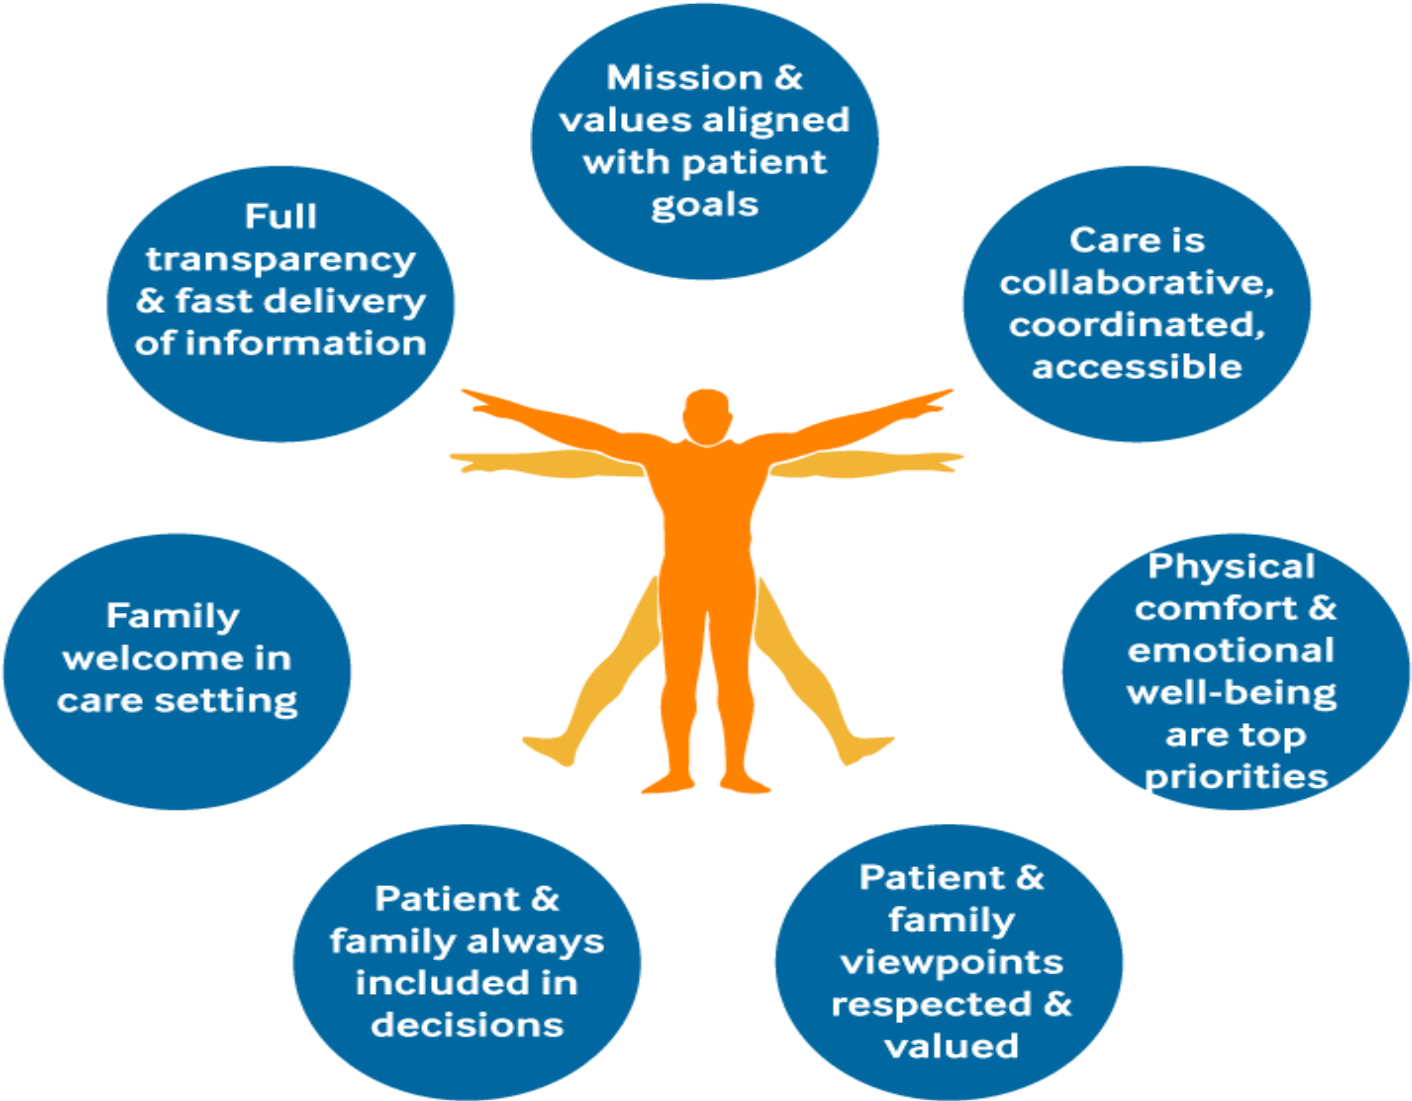 Mission &
values aligned
with patient
goals
Care is
collaborative,
coordinated,
accessible
Physical
comfort &
emotional
well-being
are top
priorities
Patient &
family
viewpoints
respected &
valued
Patient &
family always
included in
decisions
Family
welcome in
care setting
Full
transparency
& fast delivery
of information